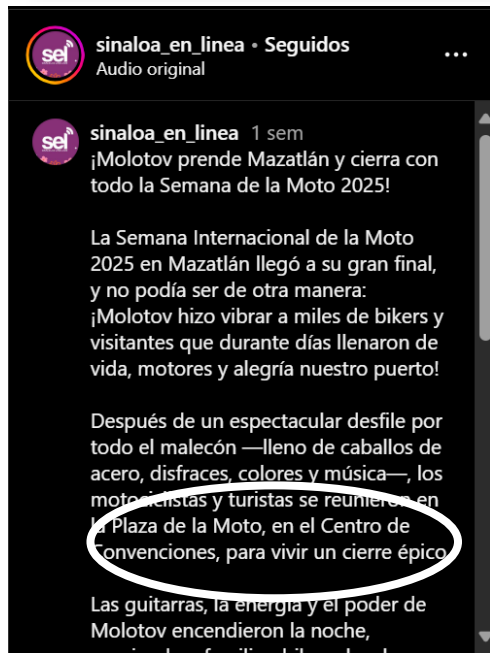 sinaloa_en_linea • Seguidos
Audio original
sel
sel
sinaloa_en_linea 1 sem
¡Molotov prende Mazatlán y cierra con
todo la Semana de la Moto 2025!
La Semana Internacional de la Moto
2025 en Mazatlán llegó a su gran final,
y no podía ser de otra manera:
¡Molotov hizo vibrar a miles de bikers y
visitantes que durante días llenaron de
vida, motores y alegría nuestro puerto!
Después de un espectacular desfile por
todo el malecón —lleno de caballos de
acero, disfraces, colores y música—, los
motociclistas y turistas se reunieron en
la Plaza de la Moto, en el Centro de
Convenciones, para vivir un cierre épico
Las guitarras, la energía y el poder de
Molotov encendieron la noche,